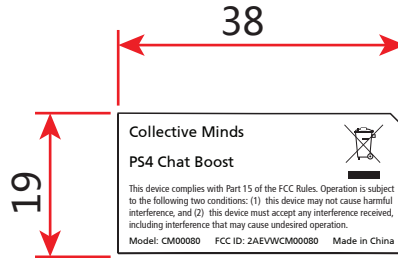 38
19
Collective Minds
PS4 Chat Boost
This device complies with Part 15 of the FCC Rules. Operation is subject
to the following two conditions: (1) this device may not cause harmful
interference, and (2) this device must accept any interference received,
including interference that may cause undesired operation.
Model: CM00080 FCC ID: 2AEVWCM00080 Made in China